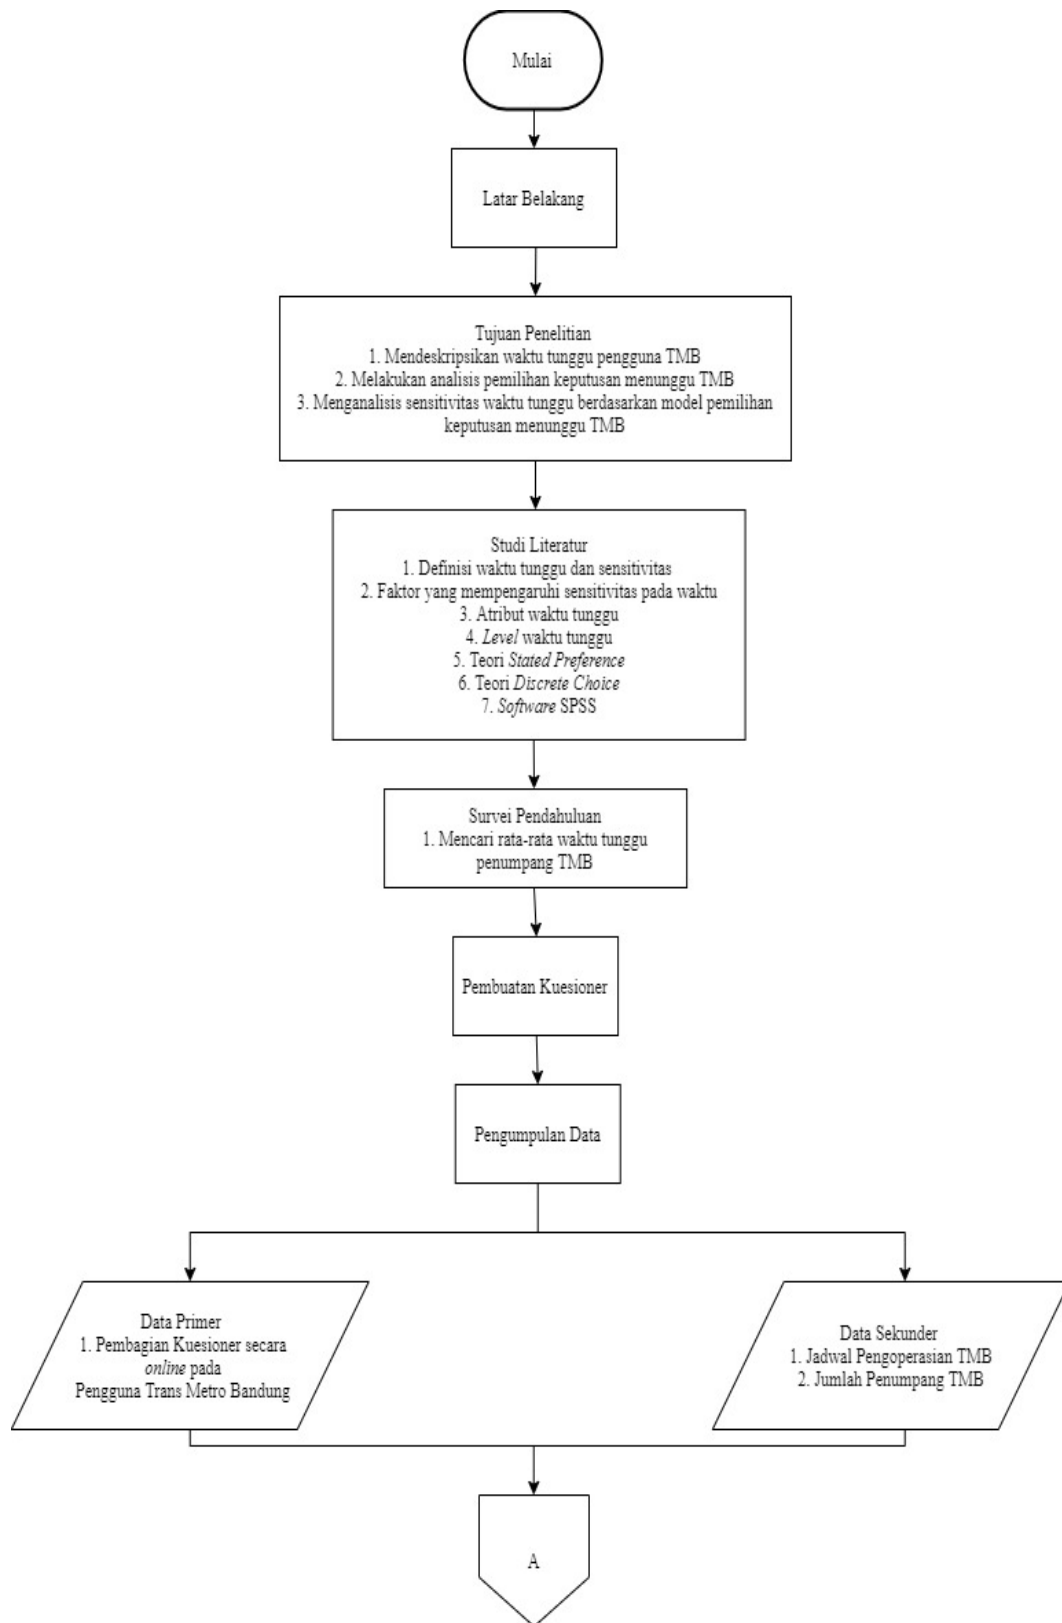 Mulai
Latar Belakang
Tujuan Penelitian
1. Mendeskripsikan waktu tunggu pengguna TMB
2. Melakukan analisis pemilihan keputusan menunggu TMB
3. Menganalisis sensitivitas waktu tunggu berdasarkan model pemilihan
keputusan menunggu TMB
Studi Literatur
1. Definisi waktu tunggu dan sensitivitas
2. Faktor yang mempengaruhi sensitivitas pada waktu
3. Atribut waktu tunggu
4. Level waktu tunggu
5. Teori Stated Preference
6. Teori Discrete Choice
7. Software SPSS
Survei Pendahuluan
1. Mencari rata-rata waktu tunggu
penumpang TMB
Pembuatan Kuesioner
Pengumpulan Data
Data Primer
1. Pembagian Kuesioner secara
online pada
Pengguna Trans Metro Bandung
Data Sekunder
1. Jadwal Pengoperasian TMB
2. Jumlah Penumpang TMB
A